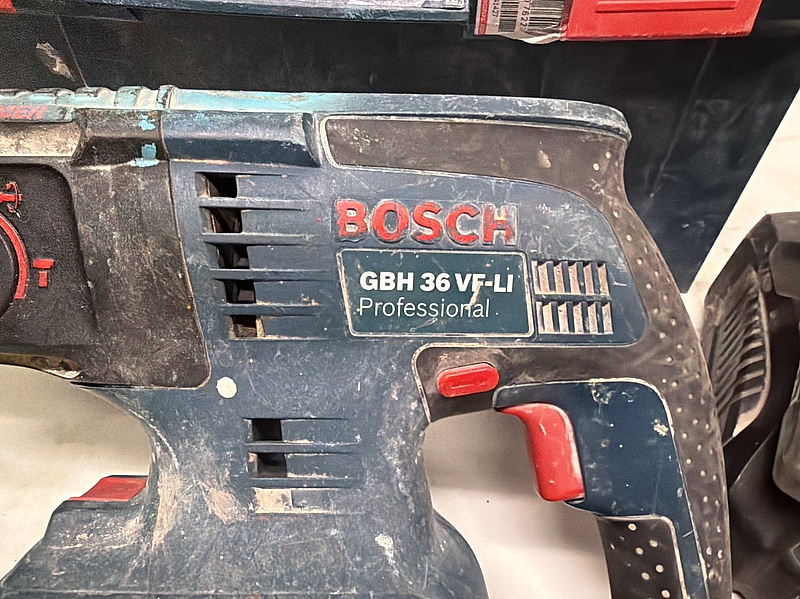 BOSCH
GBH 36 VF-LI
Professional